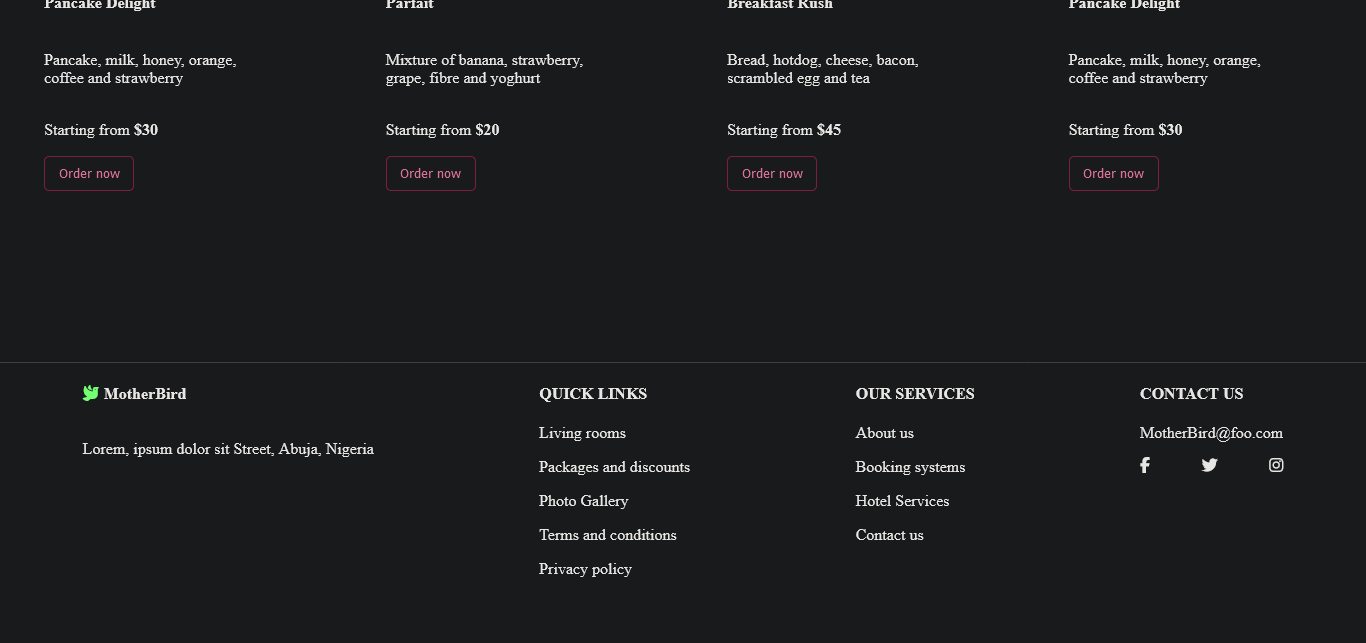 Pancake Delight
Parfait
Breakfast Rush
Pancake Delight
Pancake, milk, honey, orange,
coffee and strawberry
Mixture of banana, strawberry,
grape, fibre and yoghurt
Bread, hotdog, cheese, bacon,
scrambled egg and tea
Pancake, milk, honey, orange,
coffee and strawberry
Starting from $30
Starting from $20
Starting from $45
Starting from $30
Order now
Order now
Order now
Order now
MotherBird
Lorem, ipsum dolor sit Street, Abuja, Nigeria
QUICK LINKS
Living rooms
Packages and discounts
Photo Gallery
Terms and conditions
Privacy policy
OUR SERVICES
About us
Booking systems
Hotel Services
Contact us
CONTACT US
MotherBird@foo.com